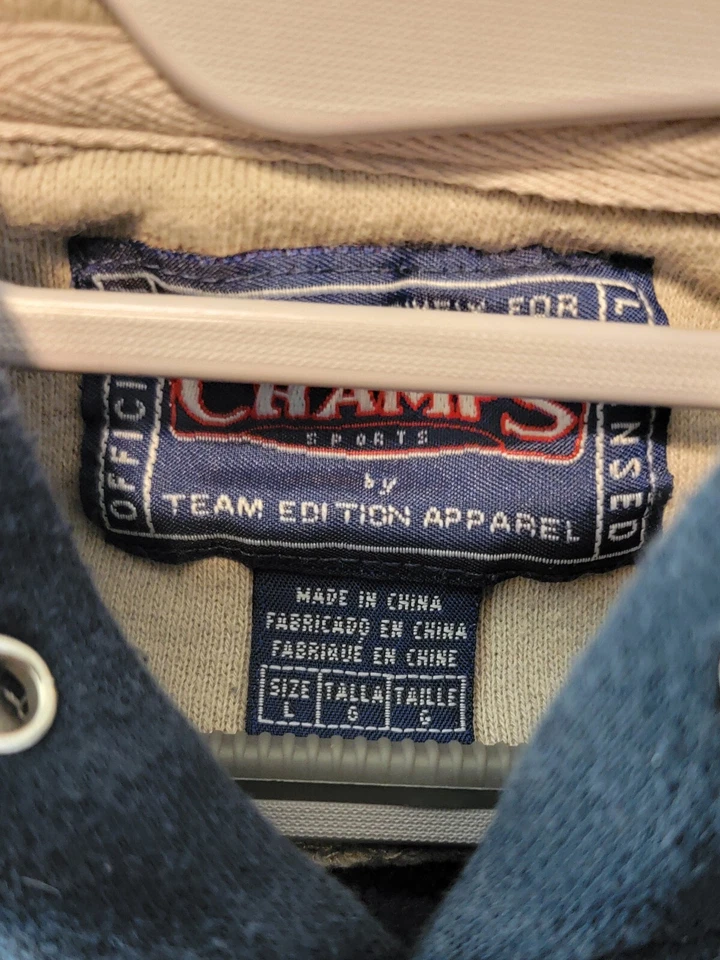 FOR
CHAMPS
SPORTS
by
TEAM EDITION APPAREL
OFFICI
NSED
MADE IN CHINA
FABRICADO EN CHINA
FABRIQUE EN CHINE
SIZE TALLA TAILLE
L G G